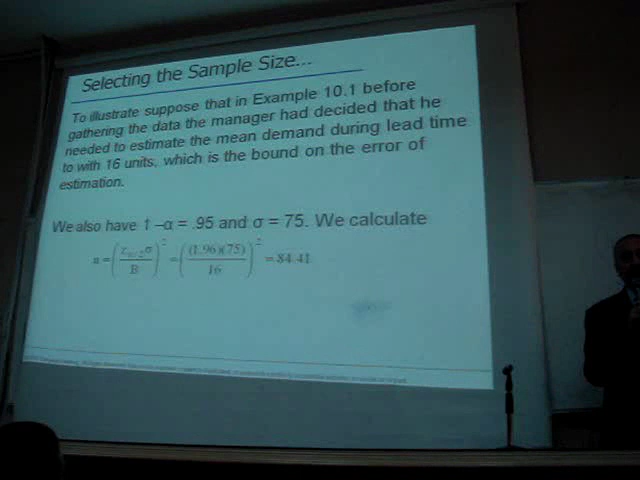 Selecting the Sample Size...
To illustrate suppose that in Example 10.1 before
gathering the data the manager had decided that he
needed to estimate the mean demand during lead time
to with 16 units, which is the bound on the error of
estimation.
We also have 1 –α = .95 and σ = 75. We calculate
n = (z_α/2 σ / B)² = ((1.96)(75) / 16)² = 84.41